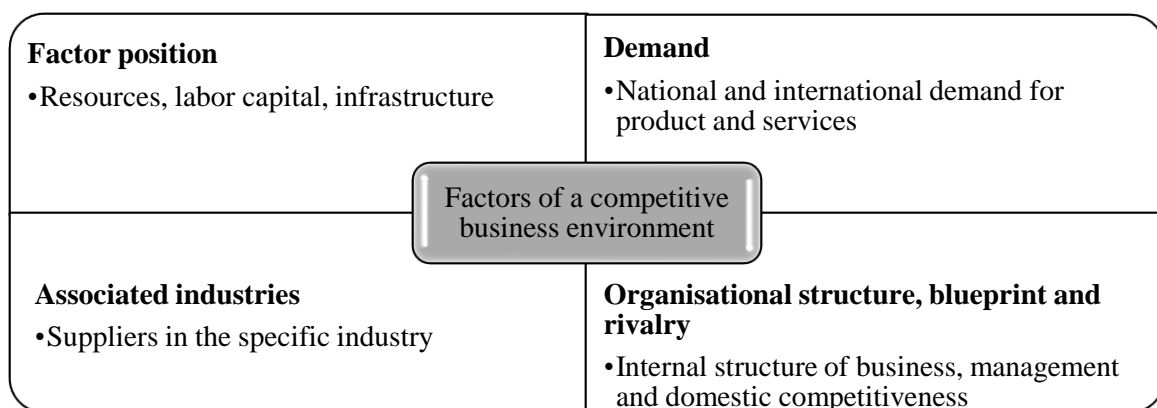 Factor position
•Resources, labor capital, infrastructure
Demand
•National and international demand for
product and services
Factors of a competitive
business environment
Associated industries
•Suppliers in the specific industry
Organisational structure, blueprint and
rivalry
•Internal structure of business, management
and domestic competitiveness